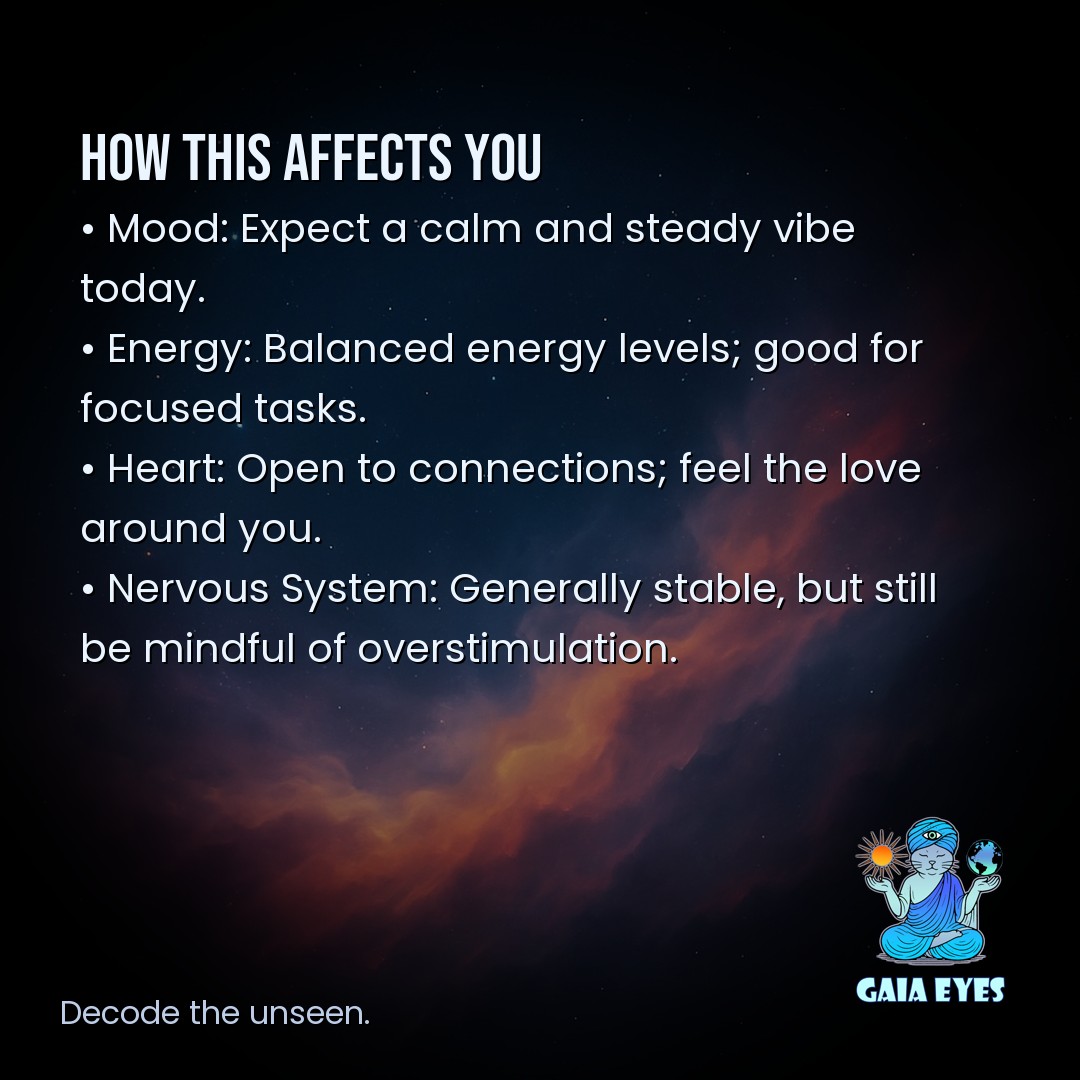 HOW THIS AFFECTS YOU
• Mood: Expect a calm and steady vibe
today.
• Energy: Balanced energy levels; good for
focused tasks.
• Heart: Open to connections; feel the love
around you.
• Nervous System: Generally stable, but still
be mindful of overstimulation.
GAIA EYES
Decode the unseen.